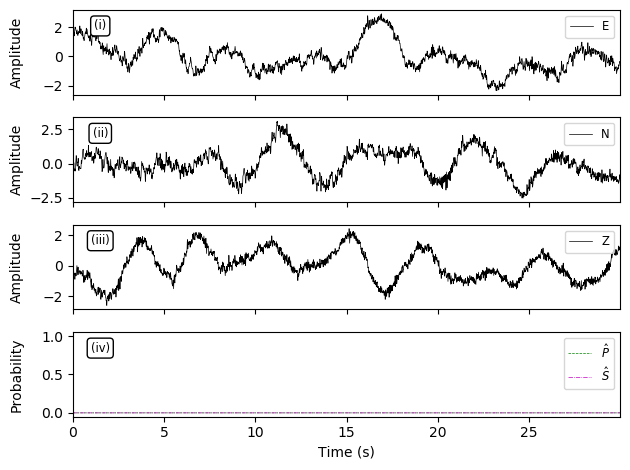 (i)
E
Amplitude
2
0
−2
(ii)
N
Amplitude
2.5
0.0
−2.5
(iii)
Z
Amplitude
2
0
−2
(iv)
P̂
Ŝ
Probability
1.0
0.5
0.0
0 5 10 15 20 25
Time (s)